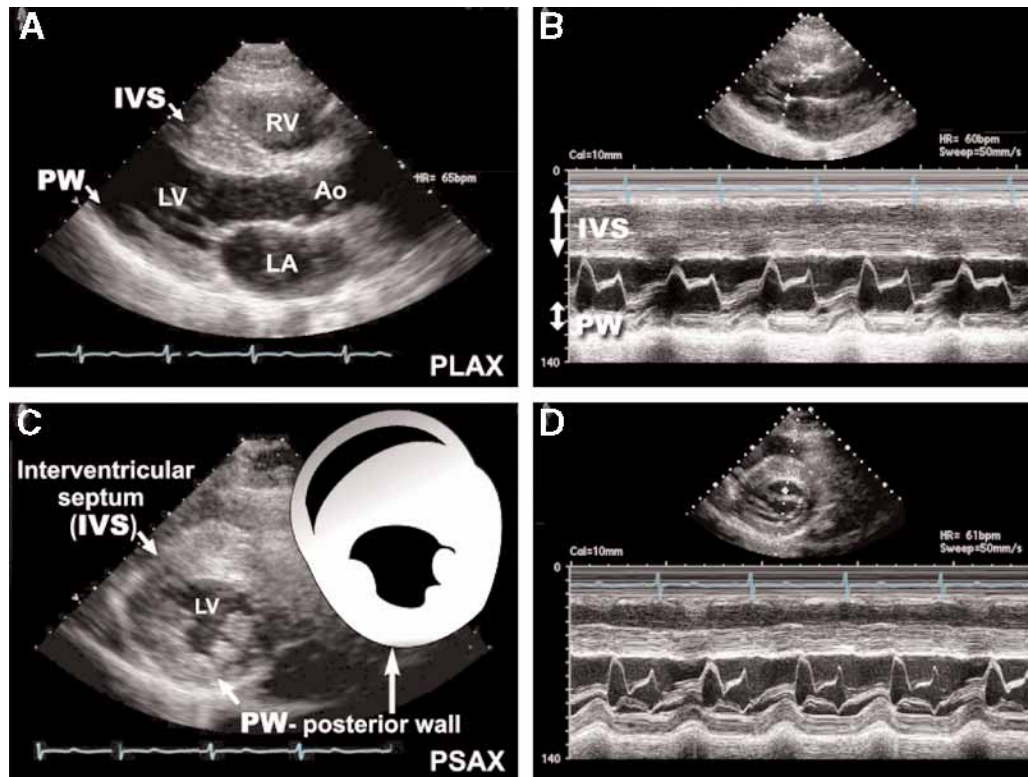 A
IVS
RV
PW
HR= 65bpm
LV
Ao
LA
PLAX
B
HR= 60bpm
Cal=10mm
Sweep=50mm/s
0
IVS
PW
140
C
Interventricular
septum
(IVS)
LV
PW- posterior wall
PSAX
D
HR= 61bpm
Cal=10mm
Sweep=50mm/s
0
140